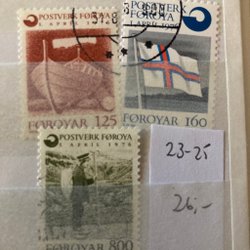 POSTVERK FØROYA
1. APRIL 1976
FØROYAR 125
POSTVERK FØROYA
1. APRIL 1976
FØROYAR 160
POSTVERK FØROYA
1. APRIL 1976
FØROYAR 800
23-25
26,-